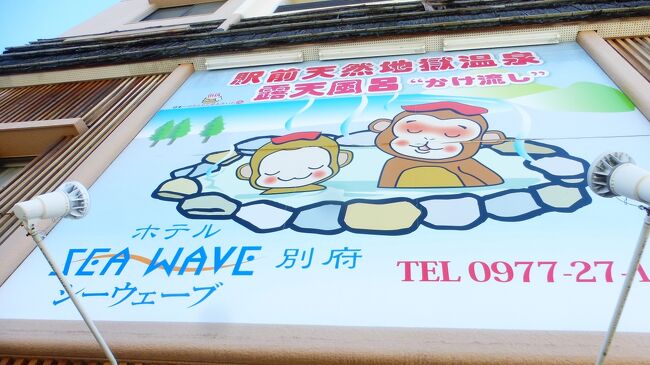 駅前天然地獄温泉
露天風呂"かけ流し"
ホテル
SEA WAVE 別府
シーウェーブ
TEL 0977-27-1